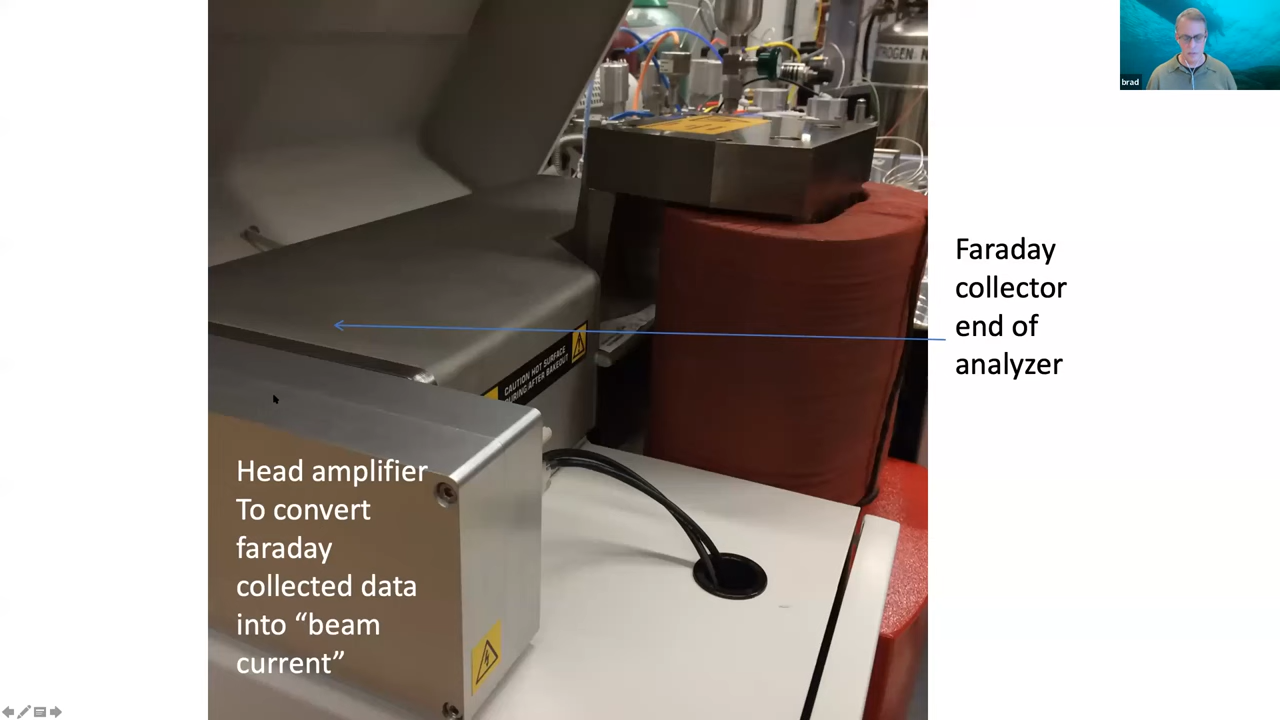 brad
NITROGEN
Faraday
collector
end of
analyzer
CAUTION HOT SURFACE
DURING/AFTER BAKEOUT
Head amplifier
To convert
faraday
collected data
into “beam
current”